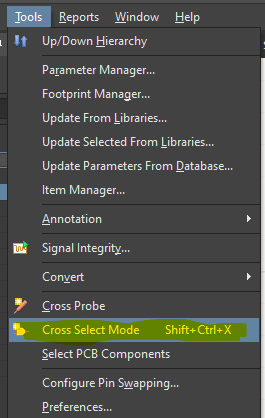 Tools Reports Window Help
Up/Down Hierarchy
Parameter Manager...
Footprint Manager...
Update From Libraries...
Update Selected From Libraries...
Update Parameters From Database...
Item Manager...
Annotation
Signal Integrity...
Convert
Cross Probe
Cross Select Mode Shift+Ctrl+X
Select PCB Components
Configure Pin Swapping...
Preferences...